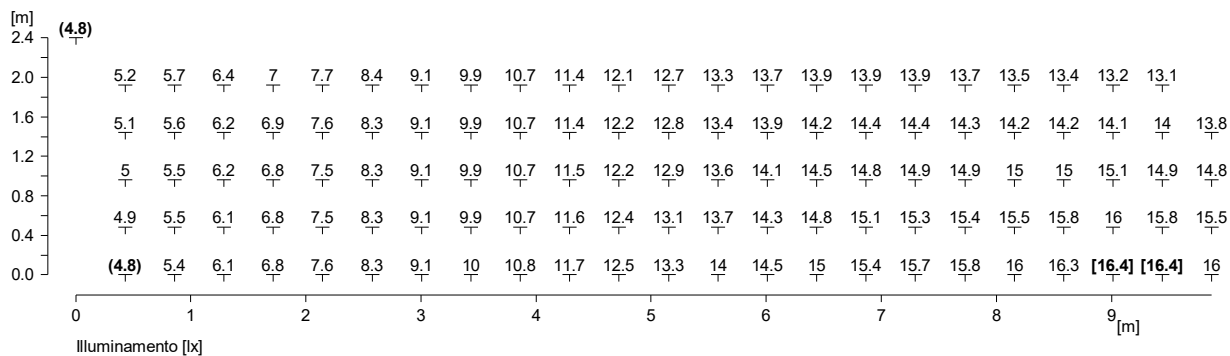 [m]
(4.8)
2.4
2.0 5.2 5.7 6.4 7 7.7 8.4 9.1 9.9 10.7 11.4 12.1 12.7 13.3 13.7 13.9 13.9 13.9 13.7 13.5 13.4 13.2 13.1
1.6 5.1 5.6 6.2 6.9 7.6 8.3 9.1 9.9 10.7 11.4 12.2 12.8 13.4 13.9 14.2 14.4 14.4 14.3 14.2 14.2 14.1 14 13.8
1.2 5 5.5 6.2 6.8 7.5 8.3 9.1 9.9 10.7 11.5 12.2 12.9 13.6 14.1 14.5 14.8 14.9 14.9 15 15 15.1 14.9 14.8
0.8
0.4 4.9 5.5 6.1 6.8 7.5 8.3 9.1 9.9 10.7 11.6 12.4 13.1 13.7 14.3 14.8 15.1 15.3 15.4 15.5 15.8 16 15.8 15.5
0.0 (4.8) 5.4 6.1 6.8 7.6 8.3 9.1 10 10.8 11.7 12.5 13.3 14 14.5 15 15.4 15.7 15.8 16 16.3 [16.4] [16.4] 16
0 1 2 3 4 5 6 7 8 9 [m]
Illuminamento [lx]